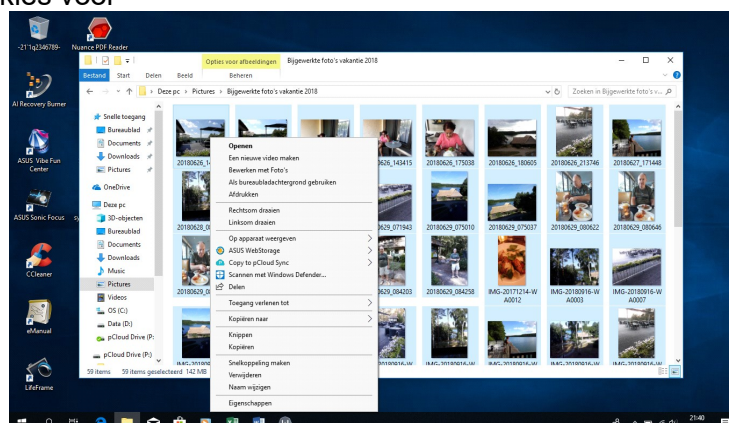 -21'1q2346789-
Nuance PDF Reader
Opties voor afbeeldingen
Bijgewerkte foto's vakantie 2018
Bestand Start Delen Beeld Beheren
Deze pc › Pictures › Bijgewerkte foto's vakantie 2018
Zoeken in Bijgewerkte foto's v...
AI Recovery Burner
ASUS Vibe Fun Center
ASUS Sonic Focus
CCleaner
eManual
LifeFrame
Snelle toegang
Bureaublad
Documents
Downloads
Pictures
OneDrive
Deze pc
3D-objecten
Bureaublad
Documents
Downloads
Music
Pictures
Videos
OS (C:)
Data (D:)
pCloud Drive (P:
pCloud Drive (P:)
20180626_175038 20180626_180605 20180626_213746 20180627_171448
20180629_075010 20180629_075037 20180629_080622 20180629_080646
20180629_084258 IMG-20171214-WA0012 IMG-20180916-WA0003 IMG-20180916-WA0007
Openen
Een nieuwe video maken
Bewerken met Foto's
Als bureaubladachtergrond gebruiken
Afdrukken
Rechtsom draaien
Linksom draaien
Op apparaat weergeven
ASUS WebStorage
Copy to pCloud Sync
Scannen met Windows Defender...
Delen
Toegang verlenen tot
Kopiëren naar
Knippen
Kopiëren
Snelkoppeling maken
Verwijderen
Naam wijzigen
Eigenschappen
59 items 59 items geselecteerd 142 MB
21:40